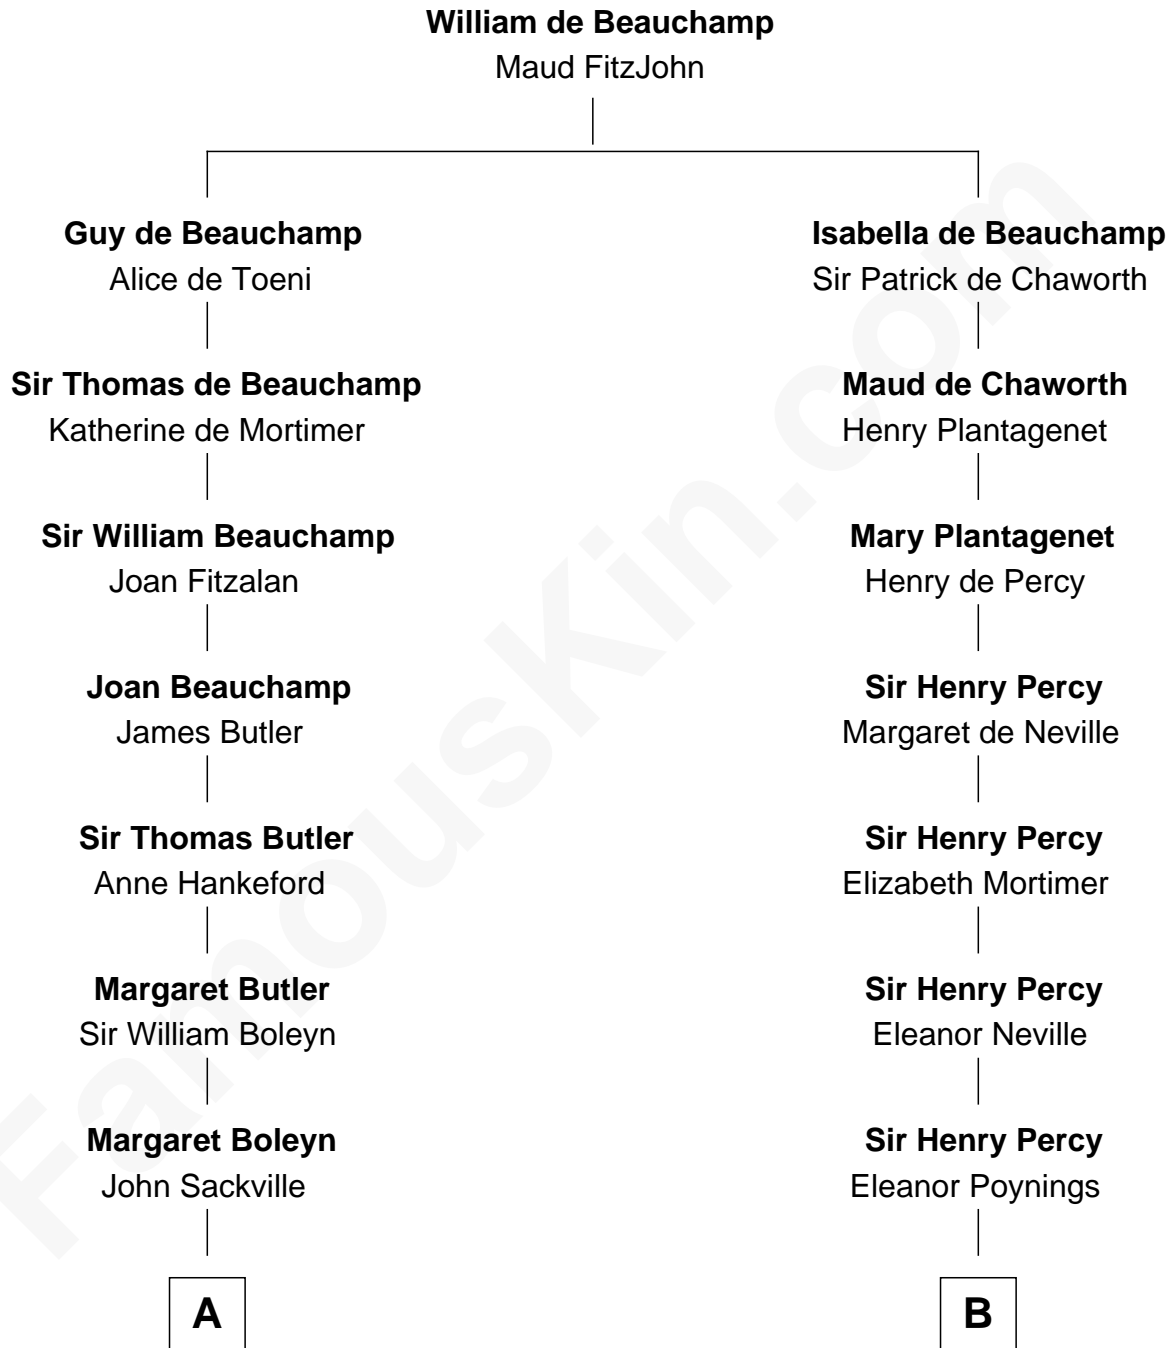 William de Beauchamp
Maud FitzJohn
Guy de Beauchamp
Alice de Toeni
Sir Thomas de Beauchamp
Katherine de Mortimer
Sir William Beauchamp
Joan Fitzalan
Joan Beauchamp
James Butler
Sir Thomas Butler
Anne Hankeford
Margaret Butler
Sir William Boleyn
Margaret Boleyn
John Sackville
A
Isabella de Beauchamp
Sir Patrick de Chaworth
Maud de Chaworth
Henry Plantagenet
Mary Plantagenet
Henry de Percy
Sir Henry Percy
Margaret de Neville
Sir Henry Percy
Elizabeth Mortimer
Sir Henry Percy
Eleanor Neville
Sir Henry Percy
Eleanor Poynings
B
FamousKin.com